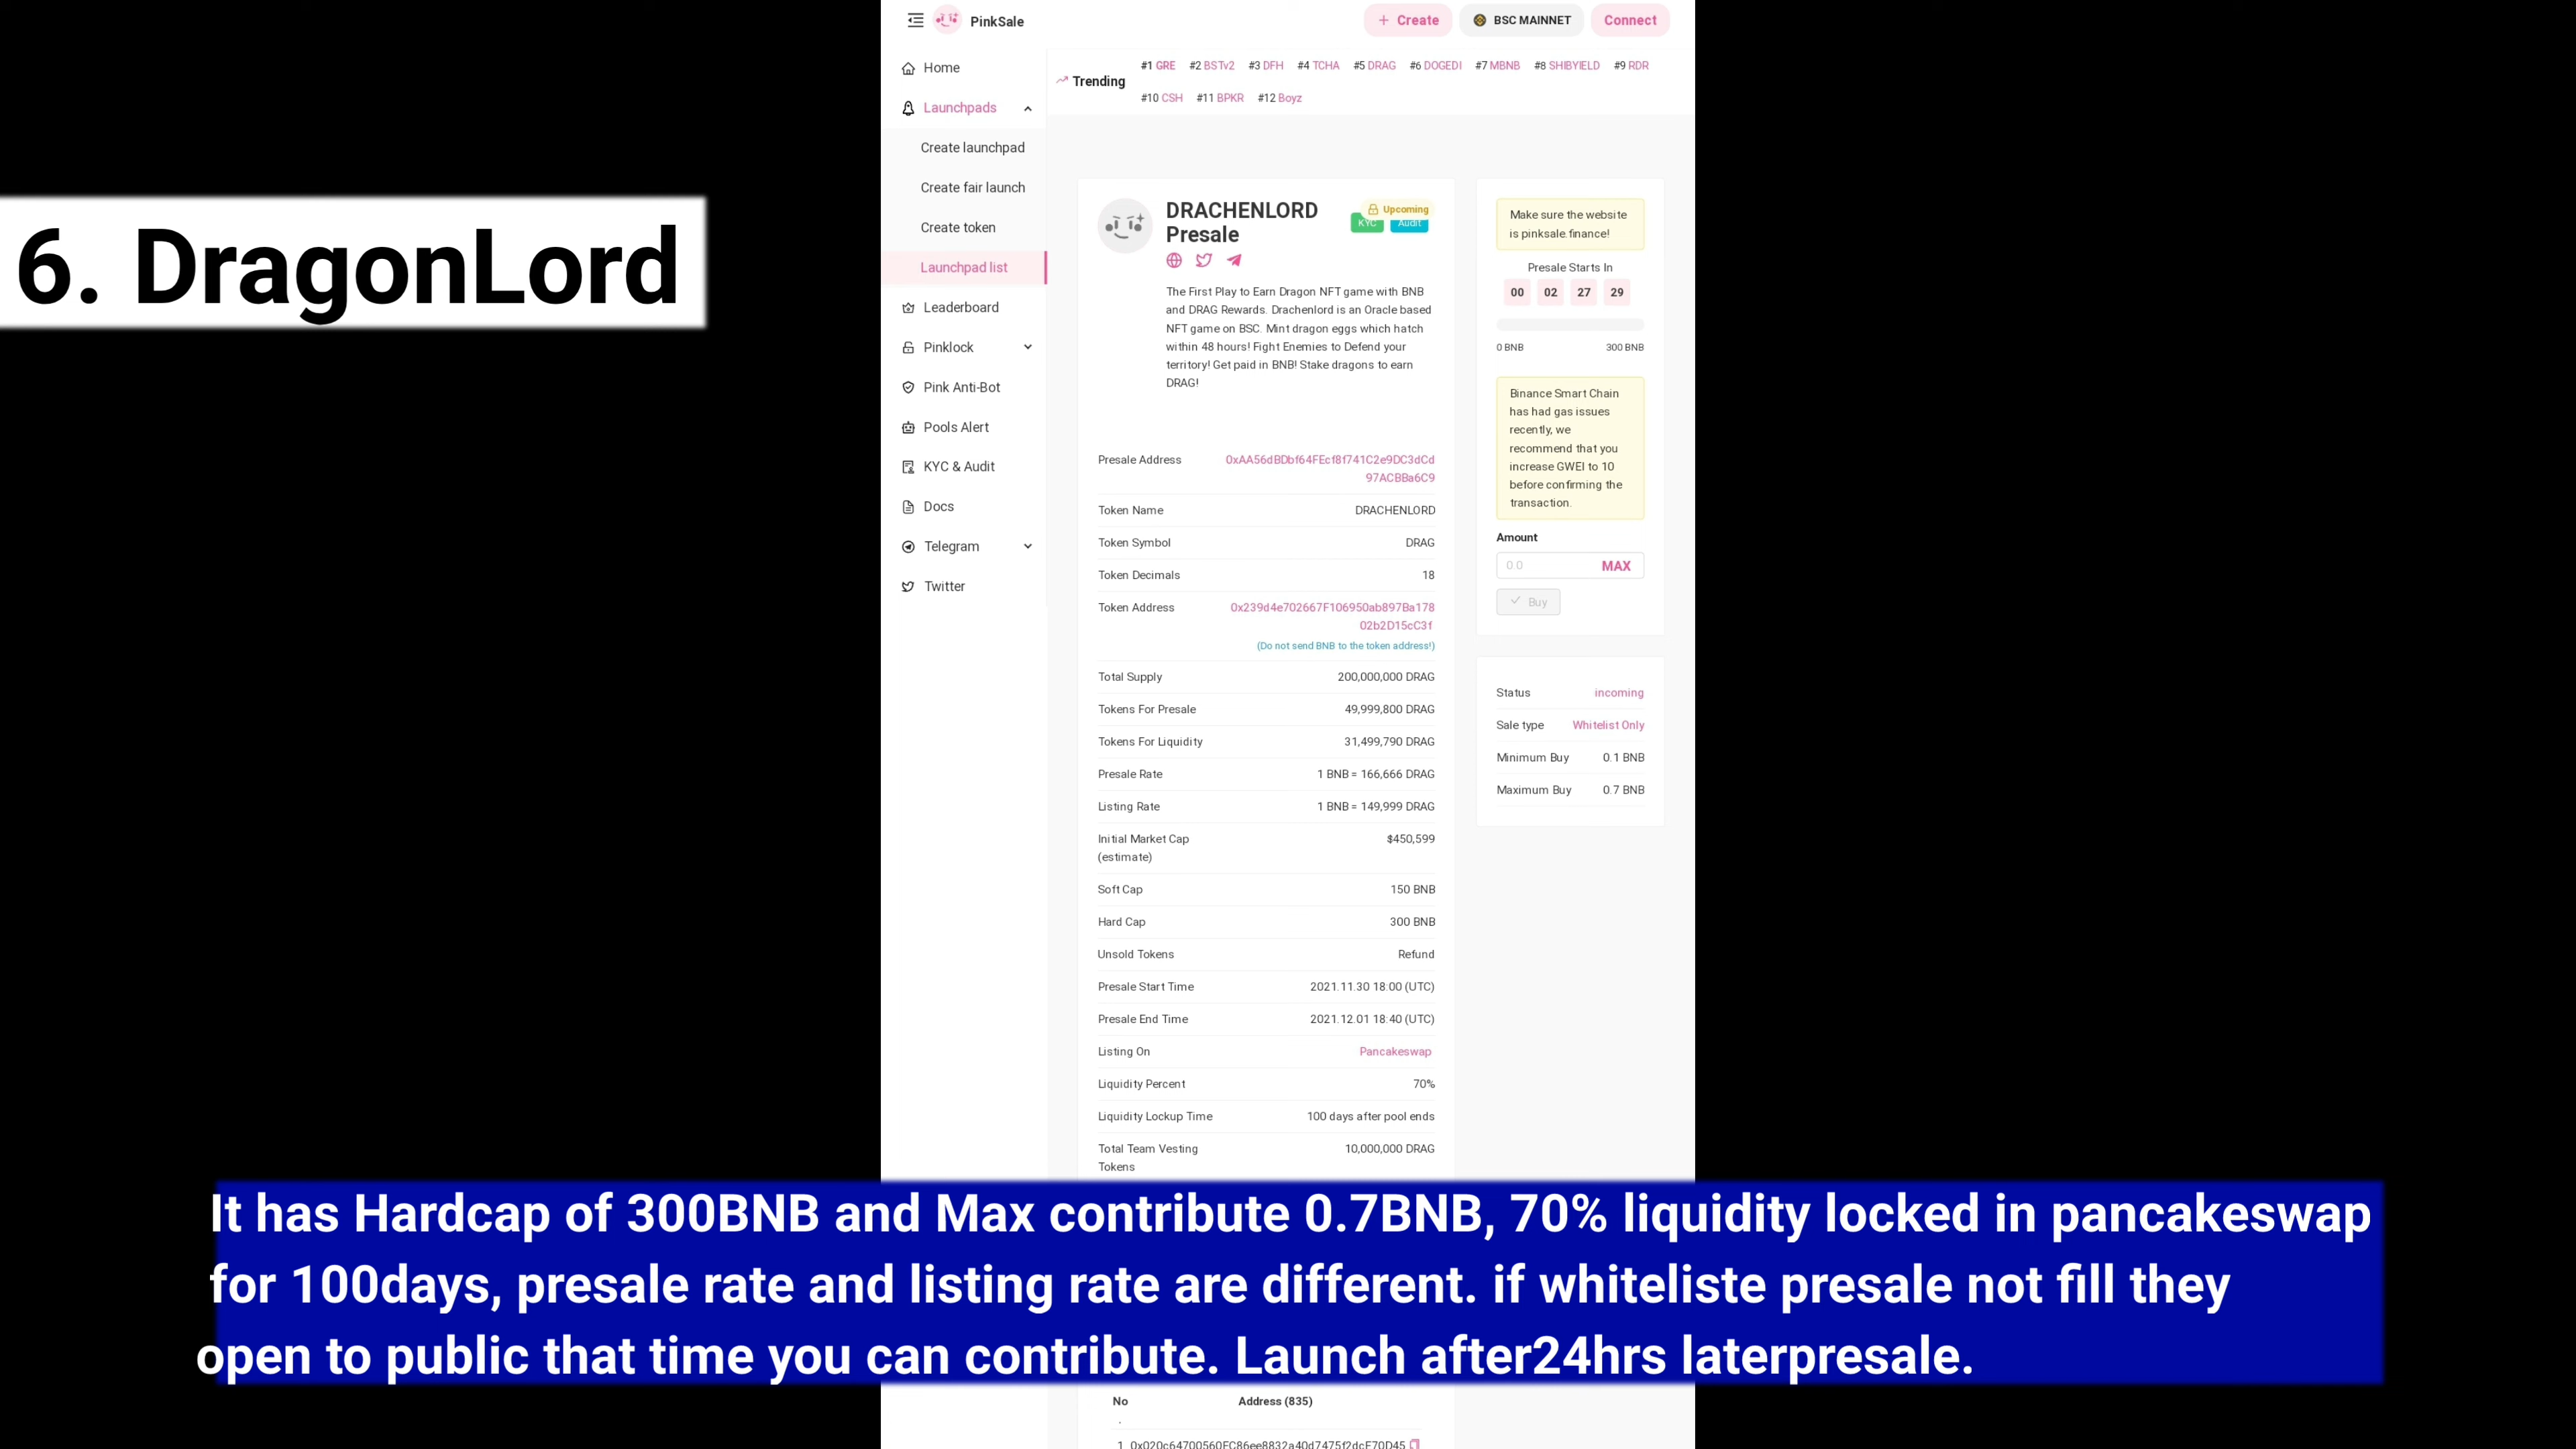 PinkSale
+ Create
BSC MAINNET
Connect
Home
Launchpads
Create launchpad
Create fair launch
Create token
Launchpad list
Leaderboard
Pinklock
Pink Anti-Bot
Pools Alert
KYC & Audit
Docs
Telegram
Twitter
Trending
#1 GRE #2 BSTv2 #3 DFH #4 TCHA #5 DRAG #6 DOGEDI #7 MBNB #8 SHIBYIELD #9 RDR
#10 CSH #11 BPKR #12 Boyz
6. DragonLord
DRACHENLORD
Presale
Upcoming
KYC
Audit
The First Play to Earn Dragon NFT game with BNB
and DRAG Rewards. Drachenlord is an Oracle based
NFT game on BSC. Mint dragon eggs which hatch
within 48 hours! Fight Enemies to Defend your
territory! Get paid in BNB! Stake dragons to earn
DRAG!
Presale Address 0xAA56dBDbf64FEcf8f741C2e9DC3dCd
97ACBBa6C9
Token Name DRACHENLORD
Token Symbol DRAG
Token Decimals 18
Token Address 0x239d4e702667F106950ab897Ba178
02b2D15cC3f
(Do not send BNB to the token address!)
Total Supply 200,000,000 DRAG
Tokens For Presale 49,999,800 DRAG
Tokens For Liquidity 31,499,790 DRAG
Presale Rate 1 BNB = 166,666 DRAG
Listing Rate 1 BNB = 149,999 DRAG
Initial Market Cap $450,599
(estimate)
Soft Cap 150 BNB
Hard Cap 300 BNB
Unsold Tokens Refund
Presale Start Time 2021.11.30 18:00 (UTC)
Presale End Time 2021.12.01 18:40 (UTC)
Listing On Pancakeswap
Liquidity Percent 70%
Liquidity Lockup Time 100 days after pool ends
Total Team Vesting 10,000,000 DRAG
Tokens
Make sure the website
is pinksale.finance!
Presale Starts In
00 02 27 29
0 BNB 300 BNB
Binance Smart Chain
has had gas issues
recently, we
recommend that you
increase GWEI to 10
before confirming the
transaction.
Amount
0.0 MAX
Buy
Status incoming
Sale type Whitelist Only
Minimum Buy 0.1 BNB
Maximum Buy 0.7 BNB
It has Hardcap of 300BNB and Max contribute 0.7BNB, 70% liquidity locked in pancakeswap
for 100days, presale rate and listing rate are different. if whiteliste presale not fill they
open to public that time you can contribute. Launch after24hrs laterpresale.
No Address (835)
.